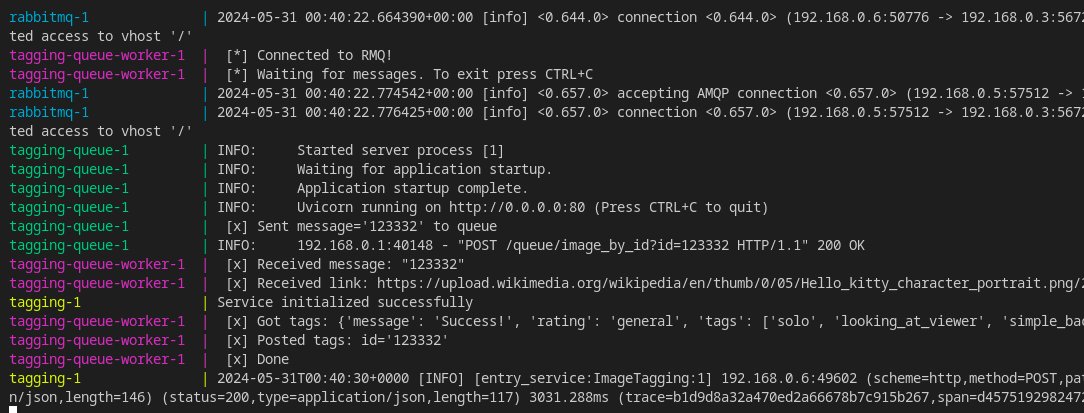 rabbitmq-1 | 2024-05-31 00:40:22.664390+00:00 [info] <0.644.0> connection <0.644.0> (192.168.0.6:50776 -> 192.168.0.3:567
ted access to vhost '/'
tagging-queue-worker-1 | [*] Connected to RMQ!
tagging-queue-worker-1 | [*] Waiting for messages. To exit press CTRL+C
rabbitmq-1 | 2024-05-31 00:40:22.774542+00:00 [info] <0.657.0> accepting AMQP connection <0.657.0> (192.168.0.5:57512 ->
rabbitmq-1 | 2024-05-31 00:40:22.776425+00:00 [info] <0.657.0> connection <0.657.0> (192.168.0.5:57512 -> 192.168.0.3:567
ted access to vhost '/'
tagging-queue-1 | INFO: Started server process [1]
tagging-queue-1 | INFO: Waiting for application startup.
tagging-queue-1 | INFO: Application startup complete.
tagging-queue-1 | INFO: Uvicorn running on http://0.0.0.0:80 (Press CTRL+C to quit)
tagging-queue-1 | [x] Sent message='123332' to queue
tagging-queue-1 | INFO: 192.168.0.1:40148 - "POST /queue/image_by_id?id=123332 HTTP/1.1" 200 OK
tagging-queue-worker-1 | [x] Received message: "123332"
tagging-queue-worker-1 | [x] Received link: https://upload.wikimedia.org/wikipedia/en/thumb/0/05/Hello_kitty_character_portrait.png/
tagging-1 | Service initialized successfully
tagging-queue-worker-1 | [x] Got tags: {'message': 'Success!', 'rating': 'general', 'tags': ['solo', 'looking_at_viewer', 'simple_ba
tagging-queue-worker-1 | [x] Posted tags: id='123332'
tagging-queue-worker-1 | [x] Done
tagging-1 | 2024-05-31T00:40:30+0000 [INFO] [entry_service:ImageTagging:1] 192.168.0.6:49602 (scheme=http,method=POST,pa
n/json,length=146) (status=200,type=application/json,length=117) 3031.288ms (trace=b1d9d8a32a470ed2a66678b7c915b267,span=d457519298247